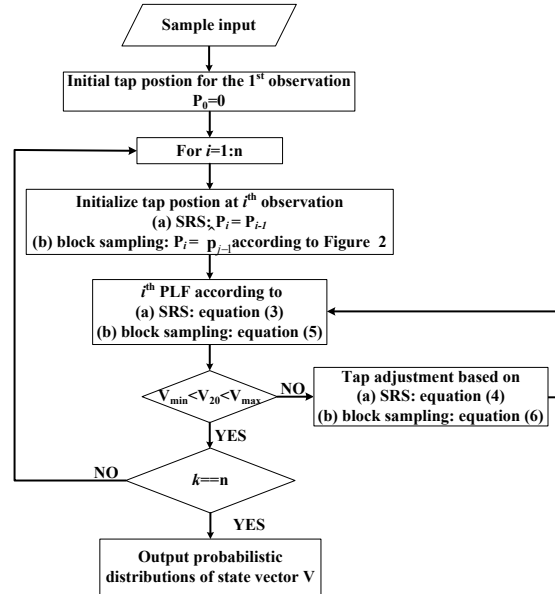 Sample input
Initial tap postion for the 1st observation
P0=0
For i=1:n
Initialize tap postion at ith observation
(a) SRS: Pi = Pi-1
(b) block sampling: Pi = p̂j−1 according to Figure 2
ith PLF according to
(a) SRS: equation (3)
(b) block sampling: equation (5)
Vmin<V20<Vmax
NO
Tap adjustment based on
(a) SRS: equation (4)
(b) block sampling: equation (6)
YES
NO
k==n
YES
Output probabilistic
distributions of state vector V